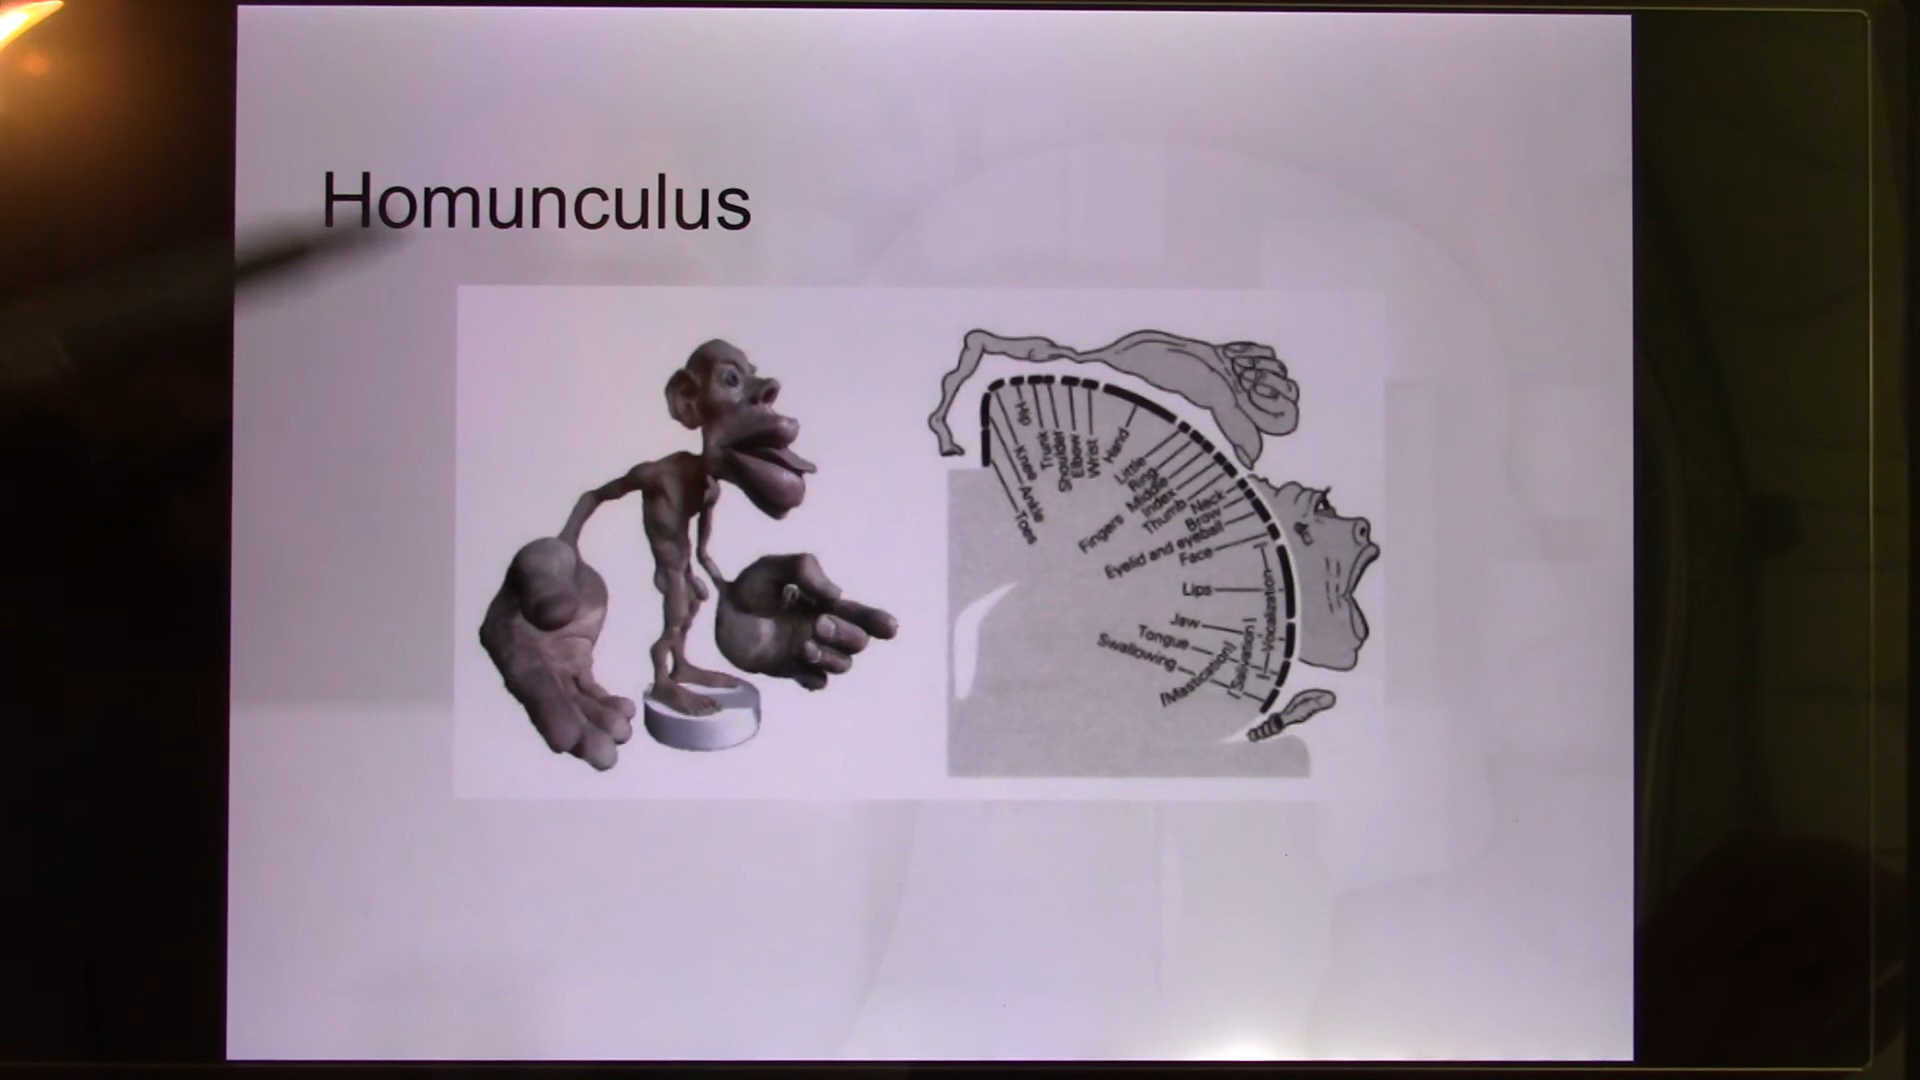 Homunculus
Hip
Trunk
Shoulder
Elbow
Wrist
Hand
Knee
Ankle
Toes
Little
Ring
Middle
Index
Thumb
Fingers
Neck
Brow
Eyelid and eyeball
Face
Lips
Vocalization
Jaw
Tongue
Salivation
Swallowing
Mastication